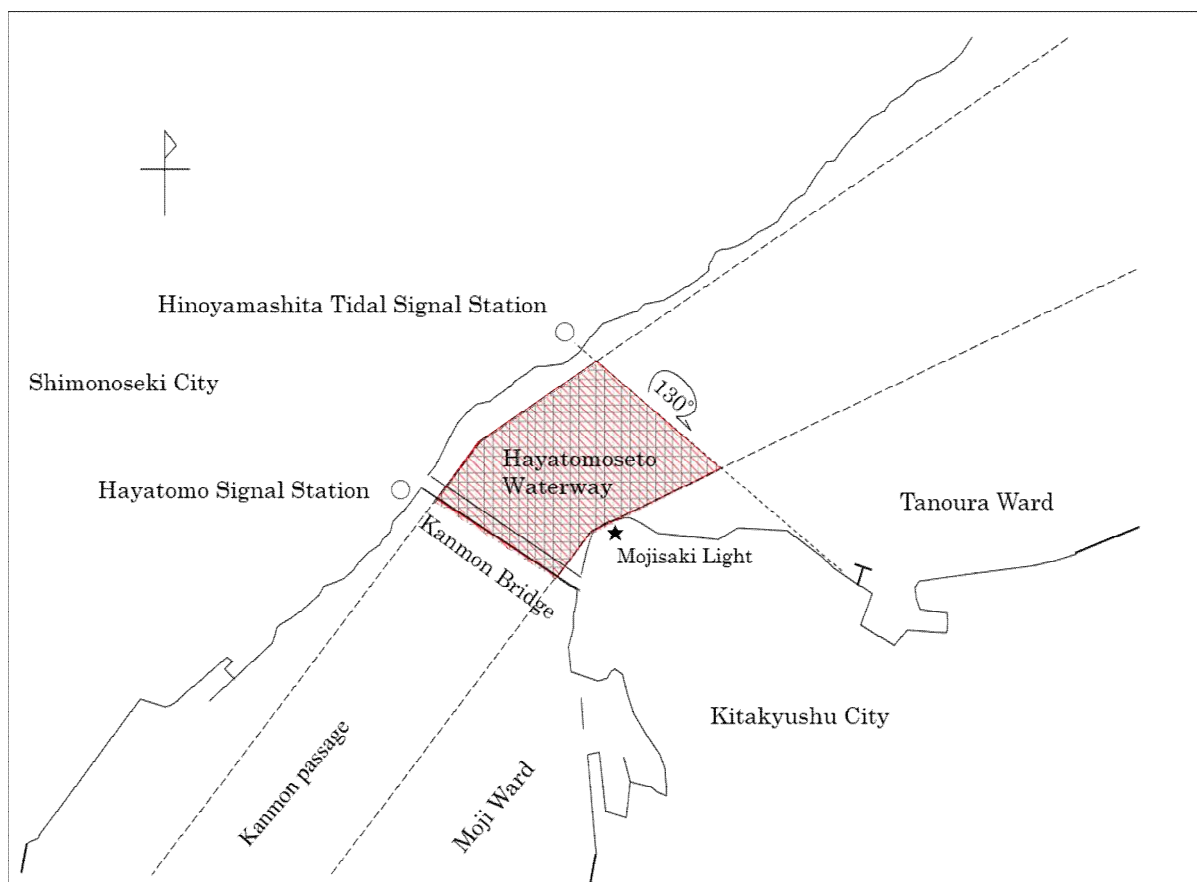 Hinoyamashita Tidal Signal Station
Shimonoseki City
130°
Hayatomoseto
Waterway
Hayatomo Signal Station
Tanoura Ward
Kanmon Bridge
Mojisaki Light
Kitakyushu City
Kanmon passage
Moji Ward